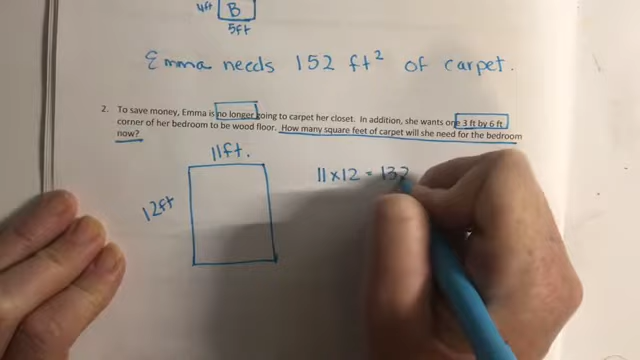 4ft B
5ft
Emma needs 152 ft² of carpet.
2. To save money, Emma is no longer going to carpet her closet. In addition, she wants one 3 ft by 6 ft
corner of her bedroom to be wood floor. How many square feet of carpet will she need for the bedroom
now?
11ft.
12ft
11 x 12 = 132